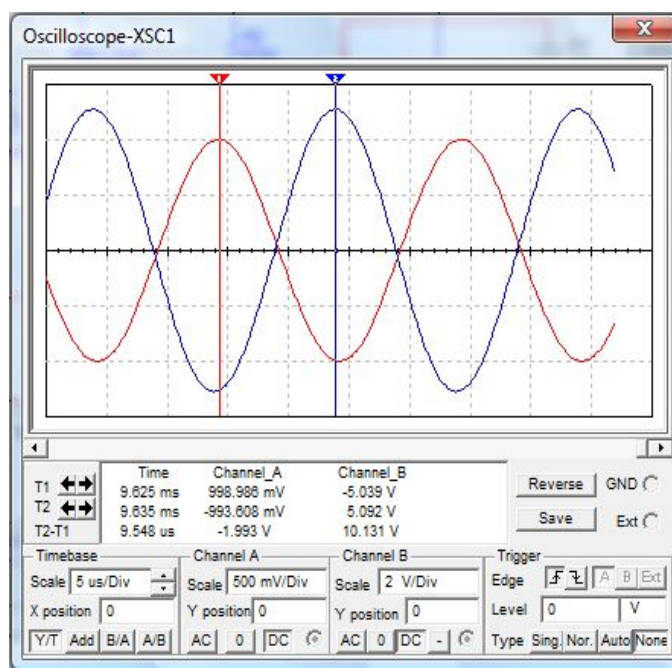 Oscilloscope-XSC1
1 2
Time Channel_A Channel_B
T1 9.625 ms 998.986 mV -5.039 V
T2 9.635 ms -993.608 mV 5.092 V
T2-T1 9.548 us -1.993 V 10.131 V
Reverse GND
Save Ext
Timebase Channel A Channel B Trigger
Scale 5 us/Div Scale 500 mV/Div Scale 2 V/Div Edge A B Ext
X position 0 Y position 0 Y position 0 Level 0 V
Y/T Add B/A A/B AC 0 DC AC 0 DC - Type Sing. Nor. Auto None